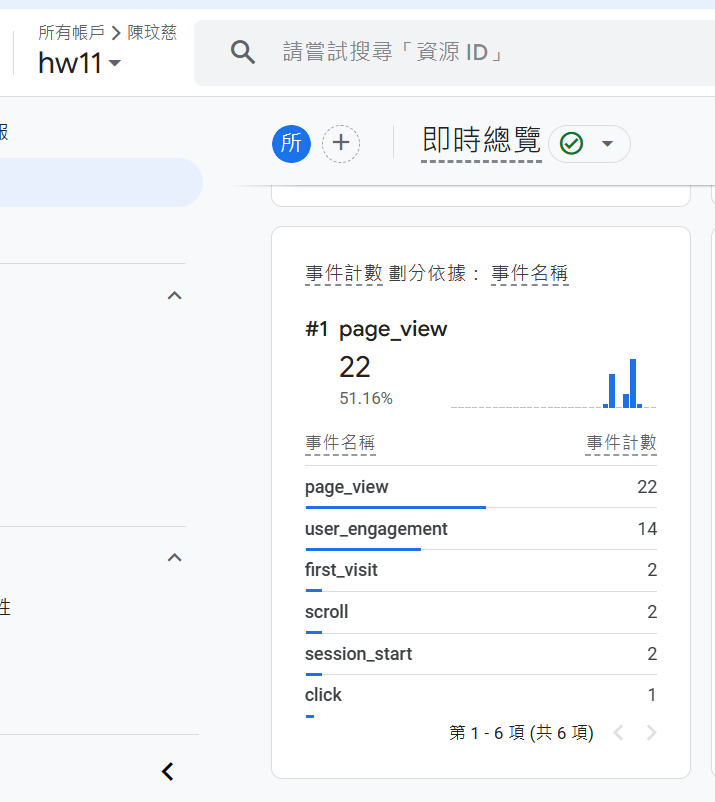 所有帳戶 > 陳玟慈
hw11
請嘗試搜尋「資源 ID」
報
所
即時總覽
事件計數 劃分依據： 事件名稱
#1 page_view
22
51.16%
事件名稱 事件計數
page_view 22
user_engagement 14
first_visit 2
scroll 2
session_start 2
click 1
性
第 1 - 6 項 (共 6 項)